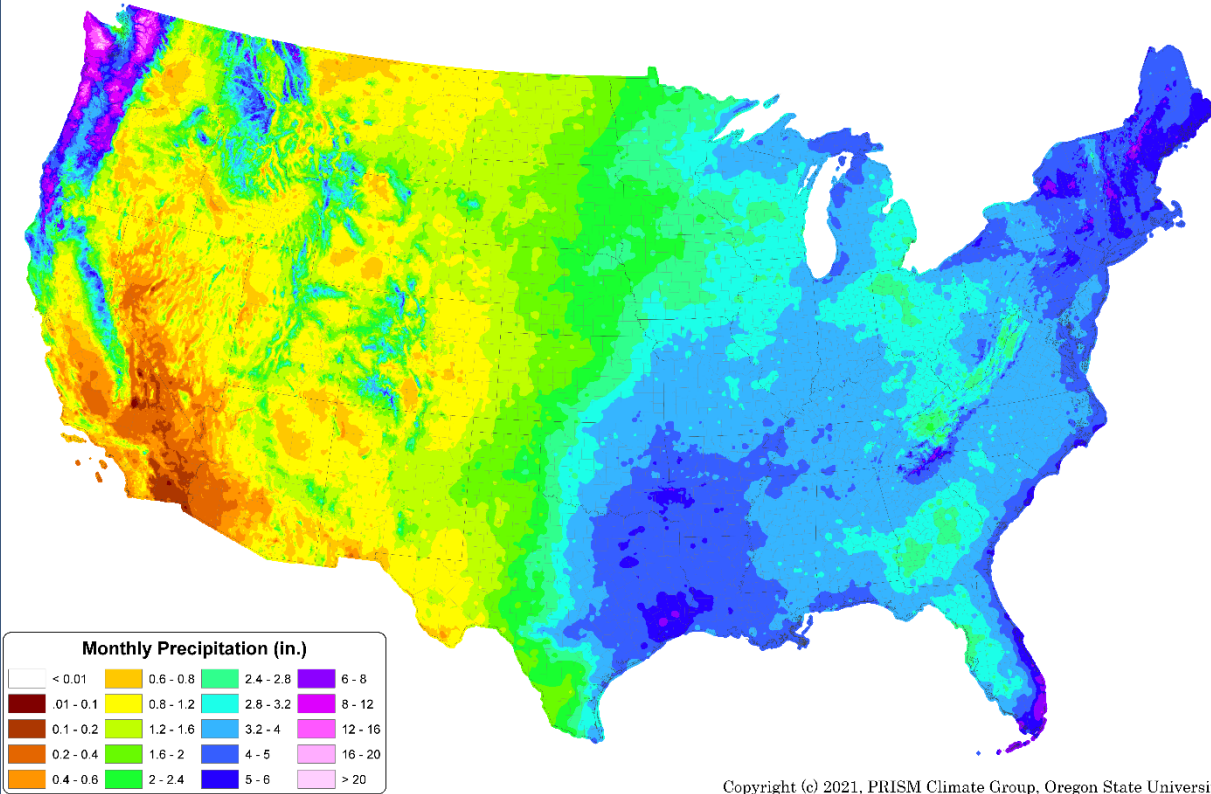 Monthly Precipitation (in.)
< 0.01 0.6 - 0.8 2.4 - 2.8 6 - 8
.01 - 0.1 0.8 - 1.2 2.8 - 3.2 8 - 12
0.1 - 0.2 1.2 - 1.6 3.2 - 4 12 - 16
0.2 - 0.4 1.6 - 2 4 - 5 16 - 20
0.4 - 0.6 2 - 2.4 5 - 6 > 20
Copyright (c) 2021, PRISM Climate Group, Oregon State Universi